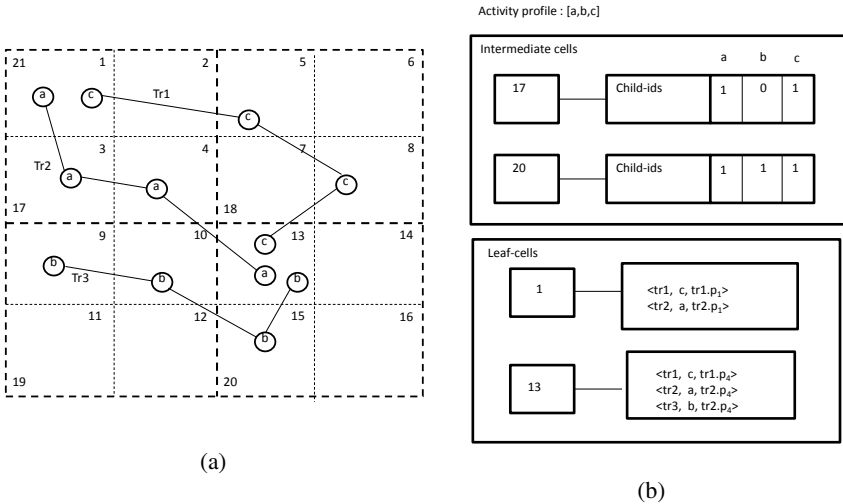 Activity profile : [a,b,c]
21 1 2 5 6
a c Tr1 c
3 4 7 8
Tr2 a a c
17 18
9 10 c 13 14
b Tr3 b a b
11 12 15 16
b
19 20
(a)
Intermediate cells
a b c
17 Child-ids 1 0 1
20 Child-ids 1 1 1
Leaf-cells
1
<tr1, c, tr1.p1>
<tr2, a, tr2.p1>
13
<tr1, c, tr1.p4>
<tr2, a, tr2.p4>
<tr3, b, tr2.p4>
(b)